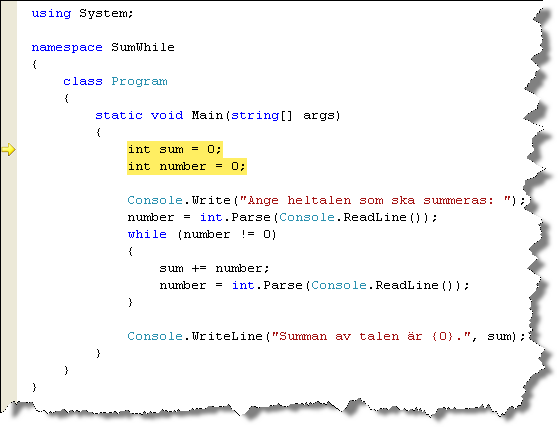 using System;
namespace SumWhile
{
class Program
{
static void Main(string[] args)
{
int sum = 0;
int number = 0;
Console.Write("Ange heltalen som ska summeras: ");
number = int.Parse(Console.ReadLine());
while (number != 0)
{
sum += number;
number = int.Parse(Console.ReadLine());
}
Console.WriteLine("Summan av talen är {0}.", sum);
}
}
}